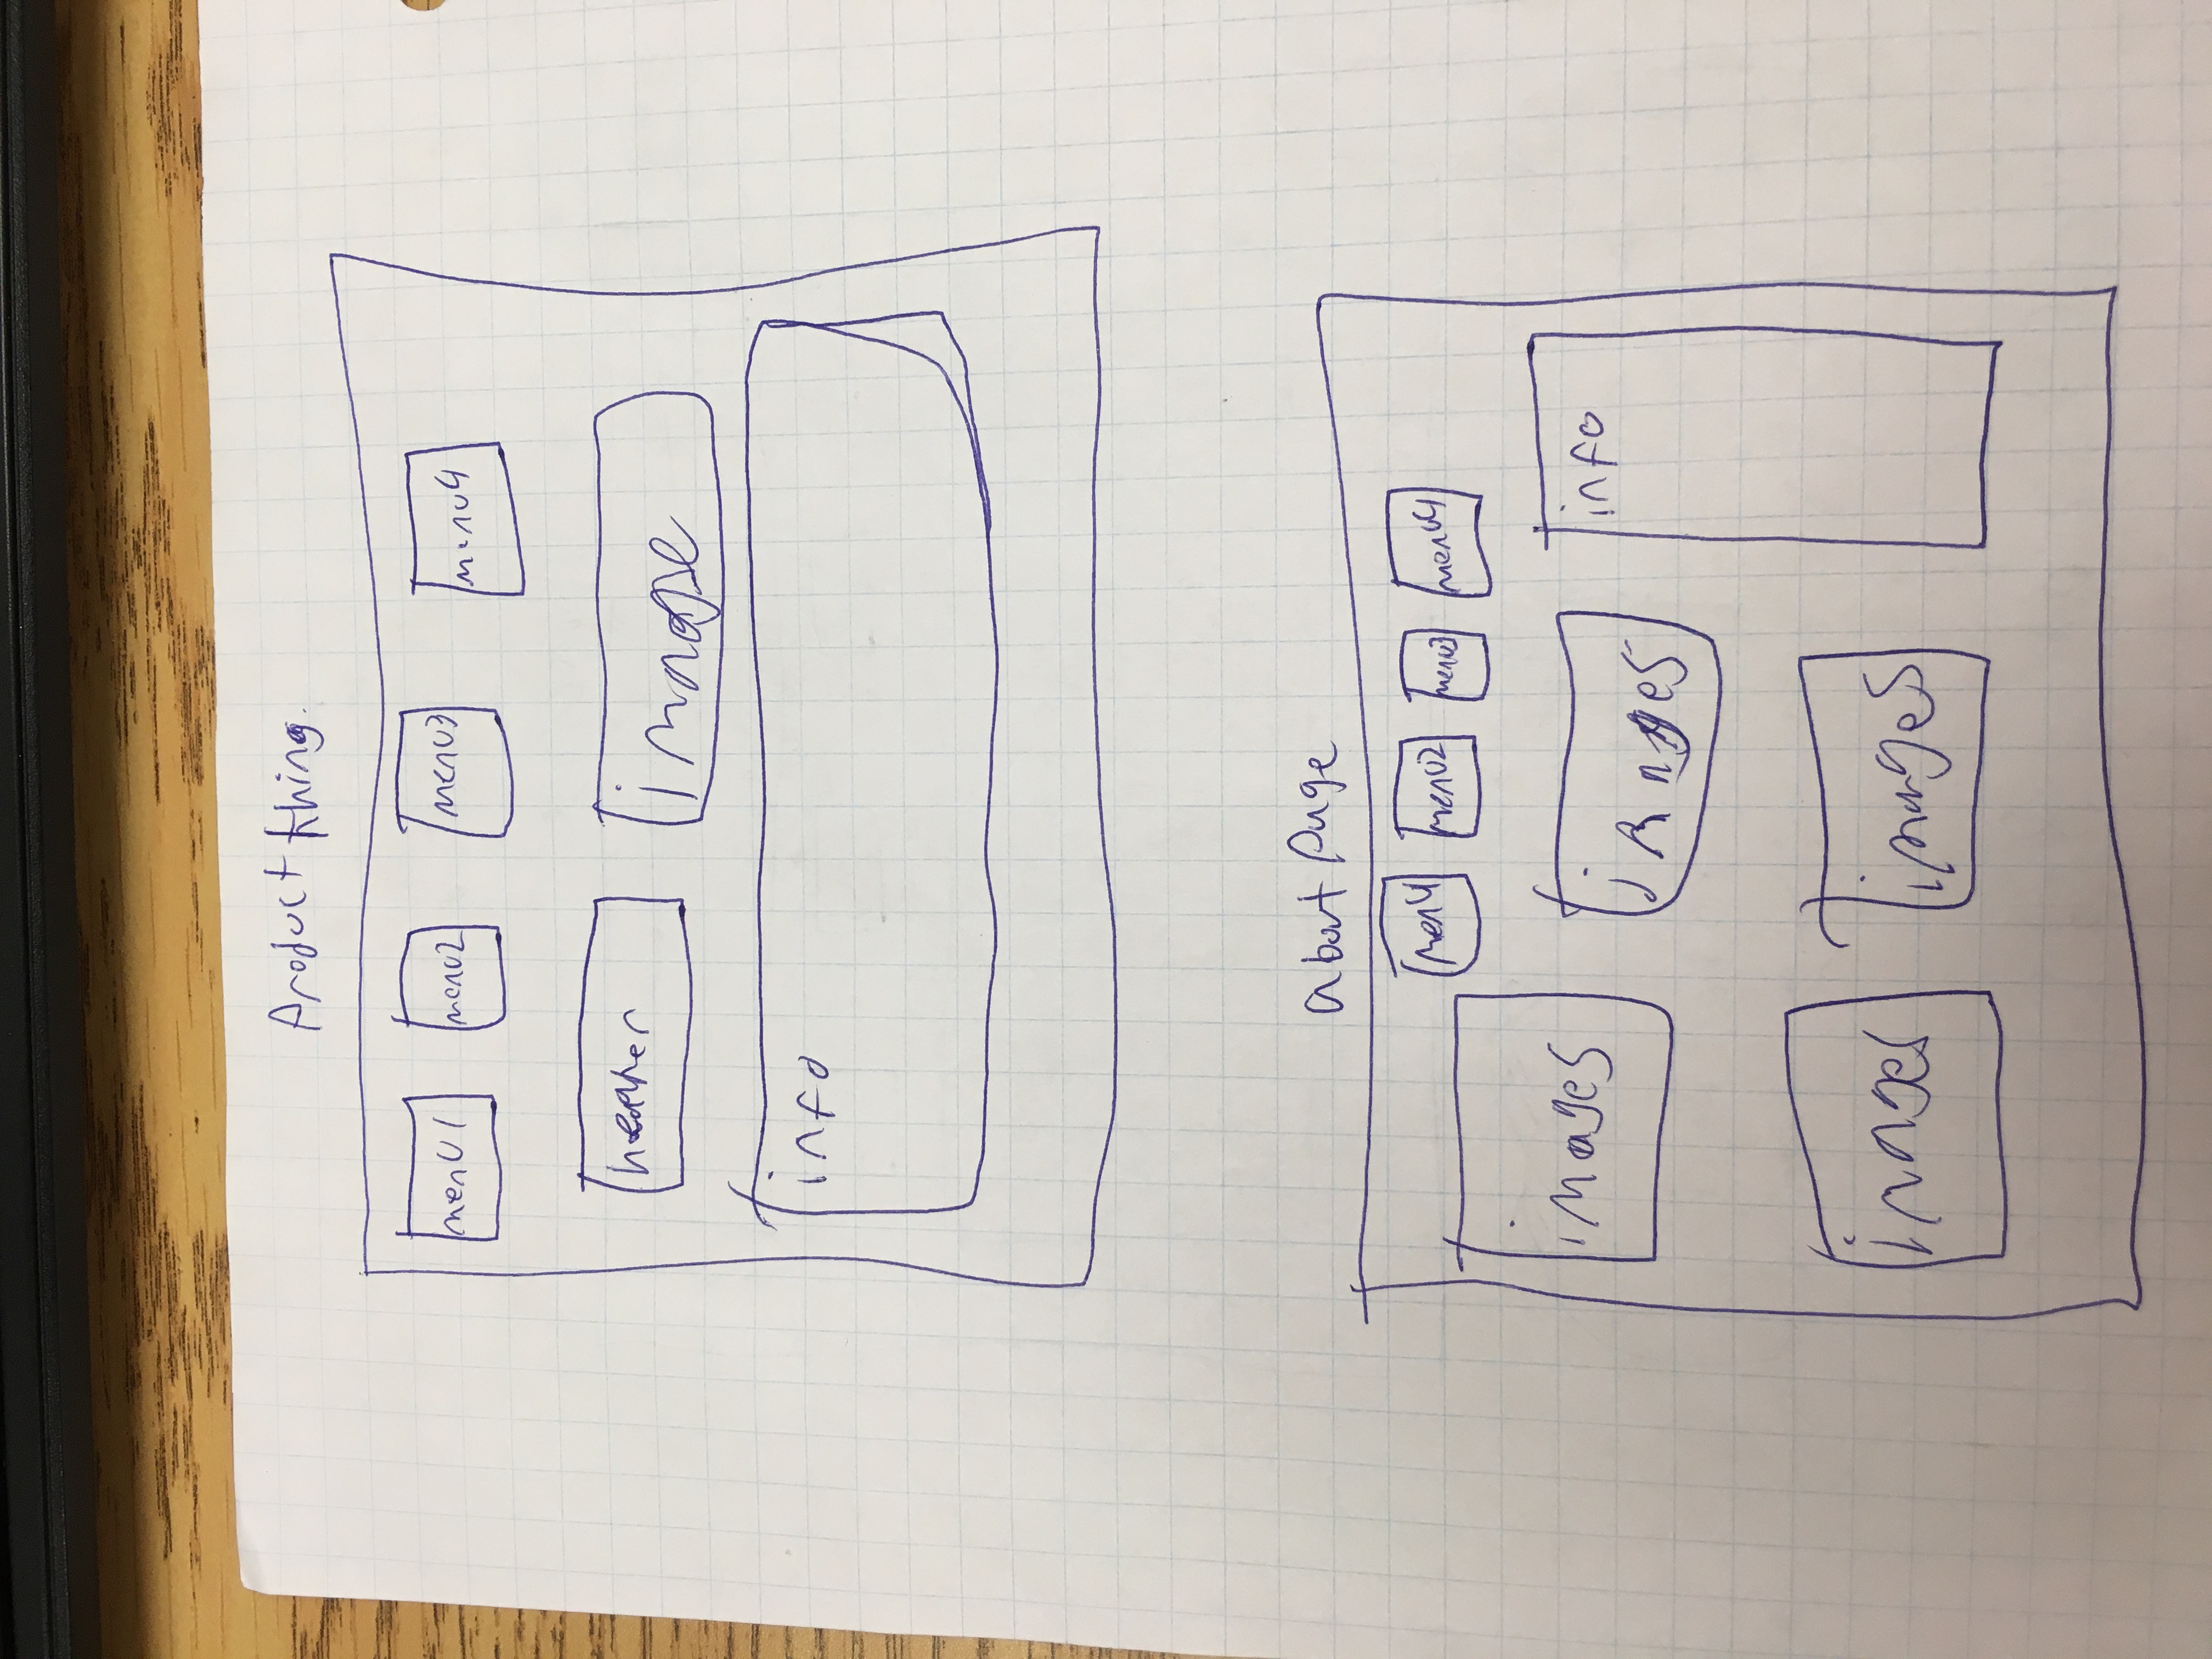 Product thing.
menu1 menu2 menu3 menu4
header image
info
about page
menu1 menu2 menu3 menu4
images
images info
images images